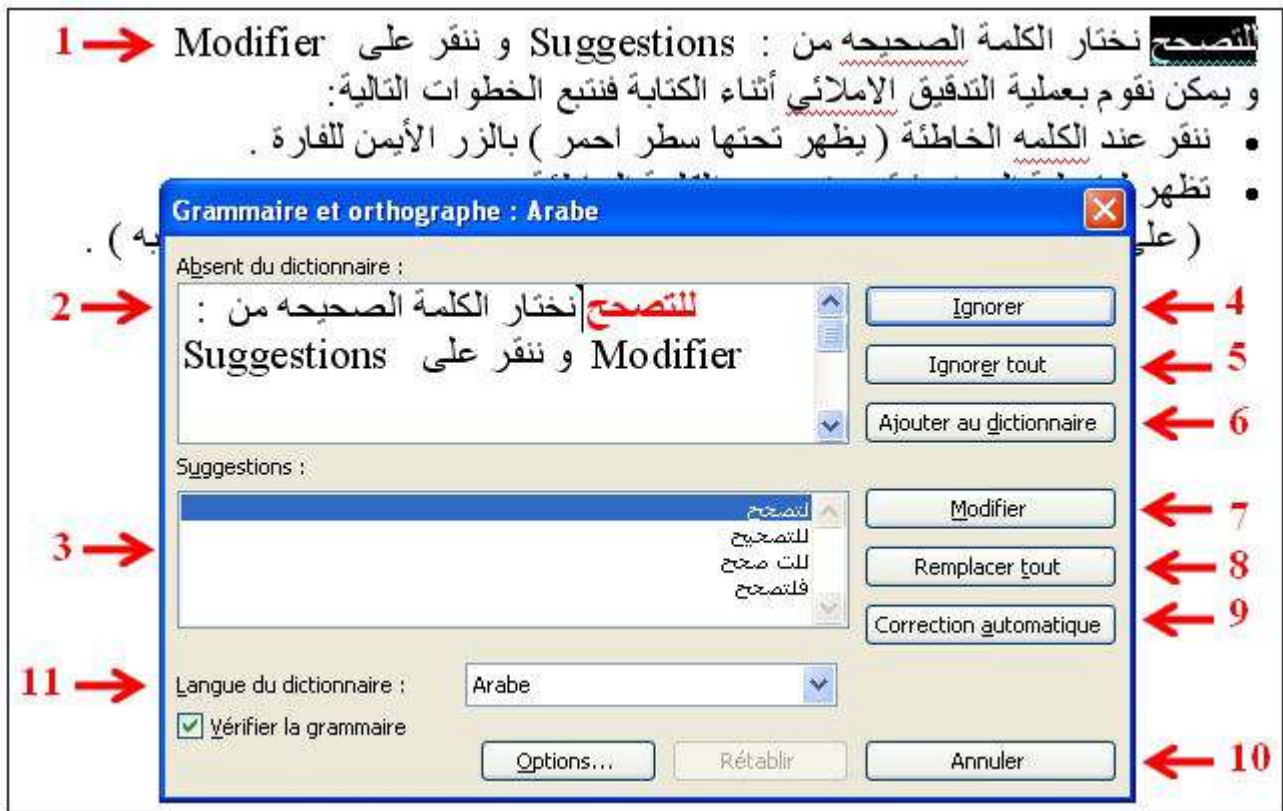 1
للتصحح نختار الكلمة الصحيحه من : Suggestions و ننقر على Modifier
و يمكن نقوم بعملية التدقيق الاملائي أثناء الكتابة فنتبع الخطوات التالية:
• ننقر عند الكلمه الخاطئة ( يظهر تحتها سطر احمر ) بالزر الأيمن للفارة .
• تظهر
Grammaire et orthographe : Arabe
Absent du dictionnaire :
2
للتصحح نختار الكلمة الصحيحه من :
Modifier و ننقر على Suggestions
Ignorer
4
Ignorer tout
5
Ajouter au dictionnaire
6
Suggestions :
3
لتصحح
للتصحيح
للت صحح
فلتصحح
Modifier
7
Remplacer tout
8
Correction automatique
9
11
Langue du dictionnaire :
Arabe
Vérifier la grammaire
Options...
Rétablir
Annuler
10